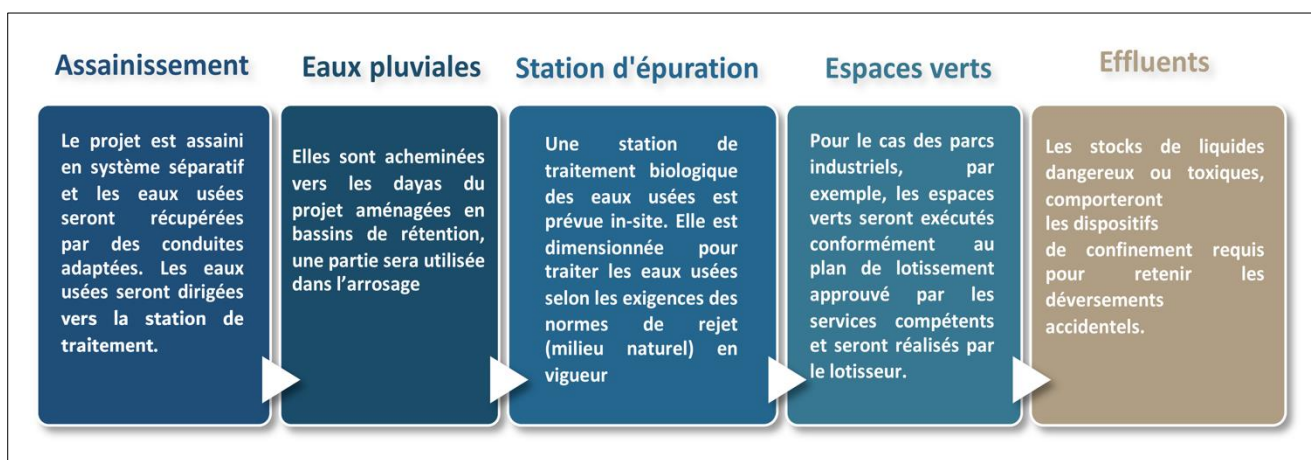 Assainissement
Le projet est assaini
en système séparatif
et les eaux usées
seront récupérées
par des conduites
adaptées. Les eaux
usées seront dirigées
vers la station de
traitement.
Eaux pluviales
Elles sont acheminées
vers les dayas du
projet aménagées en
bassins de rétention,
une partie sera utilisée
dans l’arrosage
Station d'épuration
Une station de
traitement biologique
des eaux usées est
prévue in-site. Elle est
dimensionnée pour
traiter les eaux usées
selon les exigences des
normes de rejet
(milieu naturel) en
vigueur
Espaces verts
Pour le cas des parcs
industriels, par
exemple, les espaces
verts seront exécutés
conformément au
plan de lotissement
approuvé par les
services compétents
et seront réalisés par
le lotisseur.
Effluents
Les stocks de liquides
dangereux ou toxiques,
comporteront
les dispositifs
de confinement requis
pour retenir les
déversements
accidentels.